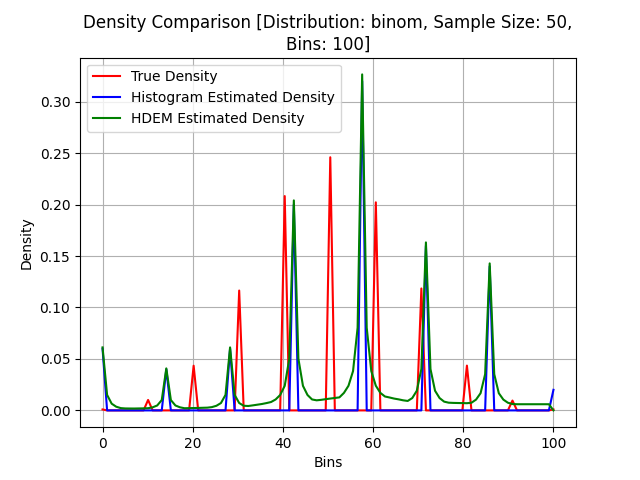 Density Comparison [Distribution: binom, Sample Size: 50,
Bins: 100]
True Density
Histogram Estimated Density
HDEM Estimated Density
Density
0.30
0.25
0.20
0.15
0.10
0.05
0.00
0 20 40 60 80 100
Bins